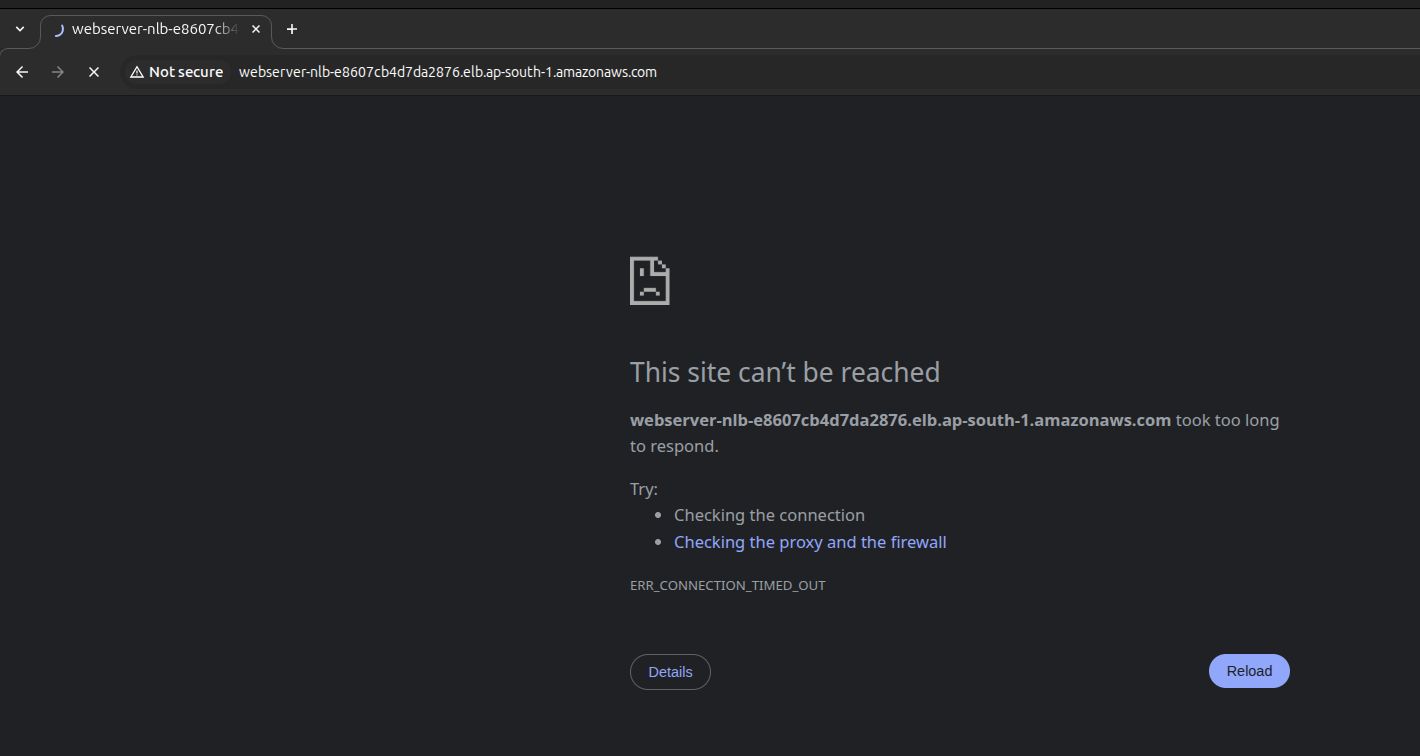 webserver-nlb-e8607cb4
Not secure webserver-nlb-e8607cb4d7da2876.elb.ap-south-1.amazonaws.com
This site can’t be reached
webserver-nlb-e8607cb4d7da2876.elb.ap-south-1.amazonaws.com took too long
to respond.
Try:
• Checking the connection
• Checking the proxy and the firewall
ERR_CONNECTION_TIMED_OUT
Details Reload